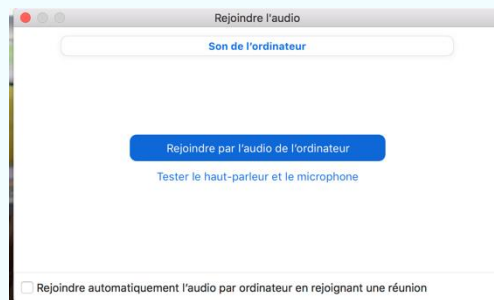 Rejoindre l'audio
Son de l'ordinateur
Rejoindre par l'audio de l'ordinateur
Tester le haut-parleur et le microphone
Rejoindre automatiquement l'audio par ordinateur en rejoignant une réunion